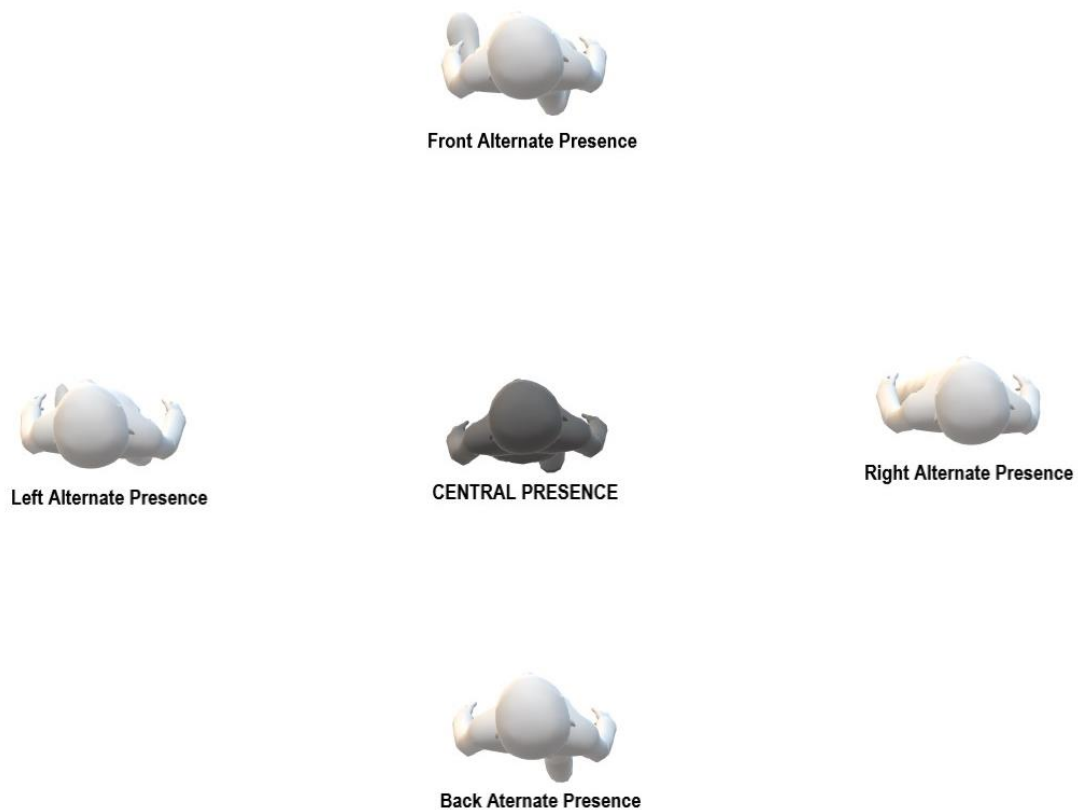 Front Alternate Presence
Left Alternate Presence
CENTRAL PRESENCE
Right Alternate Presence
Back Aternate Presence